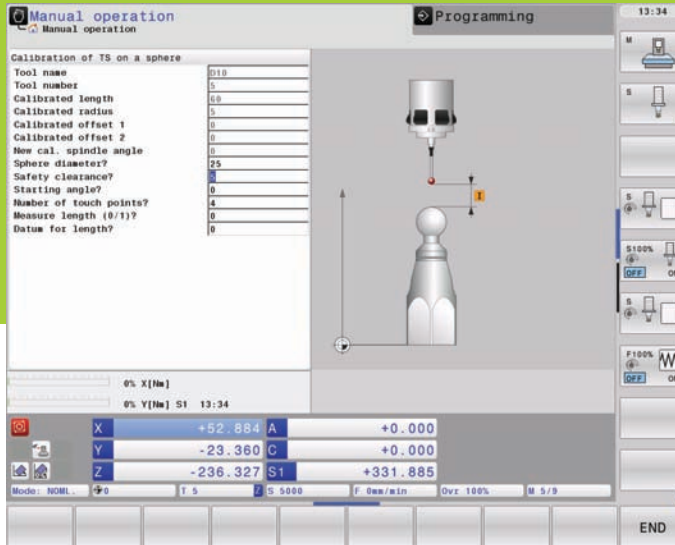 Manual operation
Manual operation
Programming
13:34
Calibration of TS on a sphere
Tool name D10
Tool number 5
Calibrated length 60
Calibrated radius 5
Calibrated offset 1 0
Calibrated offset 2 0
New cal. spindle angle 0
Sphere diameter? 25
Safety clearance? 5
Starting angle? 0
Number of touch points? 4
Measure length (0/1)? 0
Datum for length? 0
I
M
S
S
S100%
OFF
S
F100%
OFF
0% X[Nm]
0% Y[Nm] S1 13:34
X +52.884 A +0.000
Y -23.360 C +0.000
Z -236.327 S1 +331.885
Mode: NOML. 0 T 5 Z S 5000 F 0mm/min Ovr 100% M 5/9
END